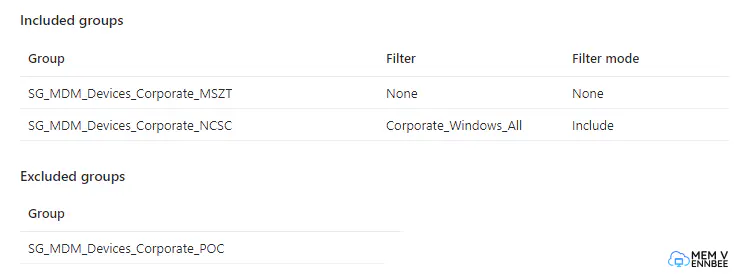 Included groups
Group Filter Filter mode
SG_MDM_Devices_Corporate_MSZT None None
SG_MDM_Devices_Corporate_NCSC Corporate_Windows_All Include
Excluded groups
Group
SG_MDM_Devices_Corporate_POC
MEM V
ENNBEE